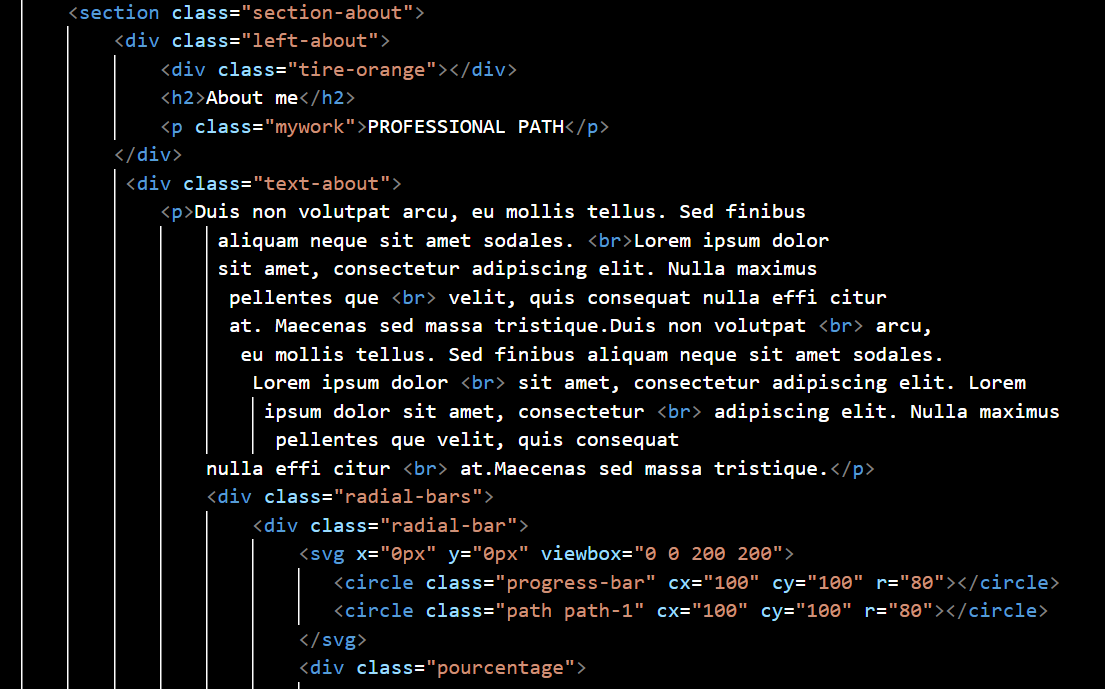 <section class="section-about">
<div class="left-about">
<div class="tire-orange"></div>
<h2>About me</h2>
<p class="mywork">PROFESSIONAL PATH</p>
</div>
<div class="text-about">
<p>Duis non volutpat arcu, eu mollis tellus. Sed finibus
aliquam neque sit amet sodales. <br>Lorem ipsum dolor
sit amet, consectetur adipiscing elit. Nulla maximus
pellentes que <br> velit, quis consequat nulla effi citur
at. Maecenas sed massa tristique.Duis non volutpat <br> arcu,
eu mollis tellus. Sed finibus aliquam neque sit amet sodales.
Lorem ipsum dolor <br> sit amet, consectetur adipiscing elit. Lorem
ipsum dolor sit amet, consectetur <br> adipiscing elit. Nulla maximus
pellentes que velit, quis consequat
nulla effi citur <br> at.Maecenas sed massa tristique.</p>
<div class="radial-bars">
<div class="radial-bar">
<svg x="0px" y="0px" viewbox="0 0 200 200">
<circle class="progress-bar" cx="100" cy="100" r="80"></circle>
<circle class="path path-1" cx="100" cy="100" r="80"></circle>
</svg>
<div class="pourcentage">